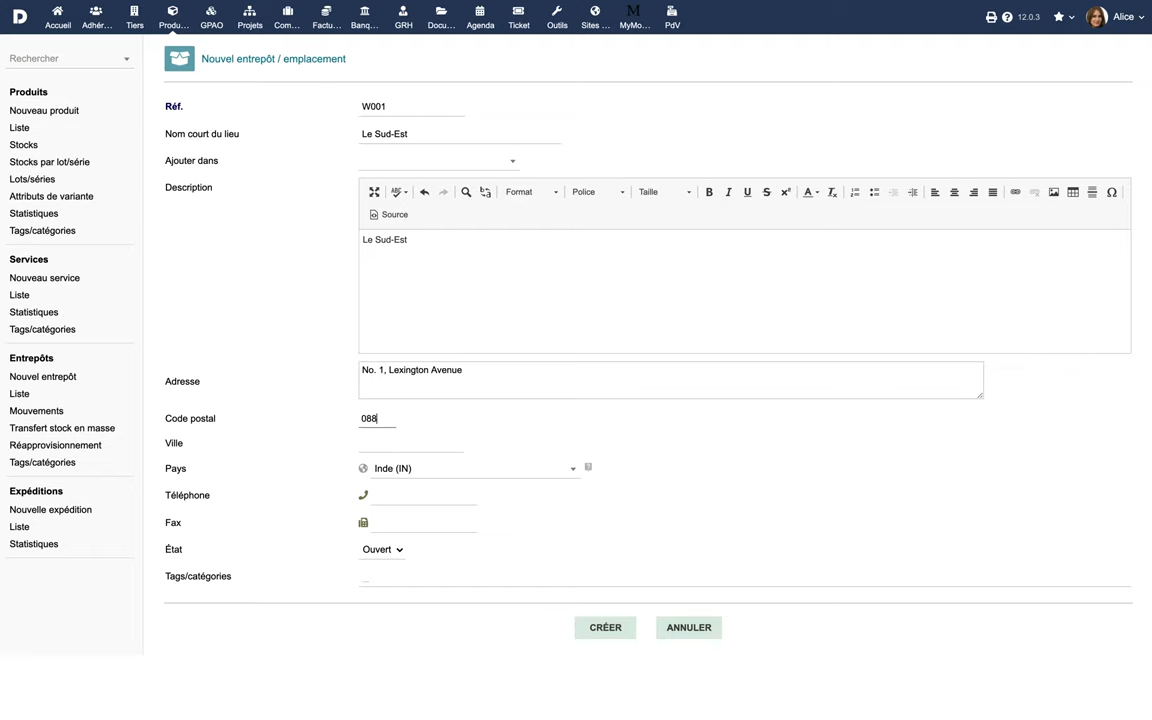 D
Accueil
Adhér...
Tiers
Produ...
GPAO
Projets
Com...
Factu...
Banq...
GRH
Docu...
Agenda
Ticket
Outils
Sites ...
M
MyMo...
PdV
12.0.3
Alice
Rechercher
Produits
Nouveau produit
Liste
Stocks
Stocks par lot/série
Lots/séries
Attributs de variante
Statistiques
Tags/catégories
Services
Nouveau service
Liste
Statistiques
Tags/catégories
Entrepôts
Nouvel entrepôt
Liste
Mouvements
Transfert stock en masse
Réapprovisionnement
Tags/catégories
Expéditions
Nouvelle expédition
Liste
Statistiques
Nouvel entrepôt / emplacement
Réf. W001
Nom court du lieu Le Sud-Est
Ajouter dans
Description
Format Police Taille B I U S x² A Tx Ω
Source
Le Sud-Est
Adresse No. 1, Lexington Avenue
Code postal 088
Ville
Pays Inde (IN)
Téléphone
Fax
État Ouvert
Tags/catégories
CRÉER ANNULER